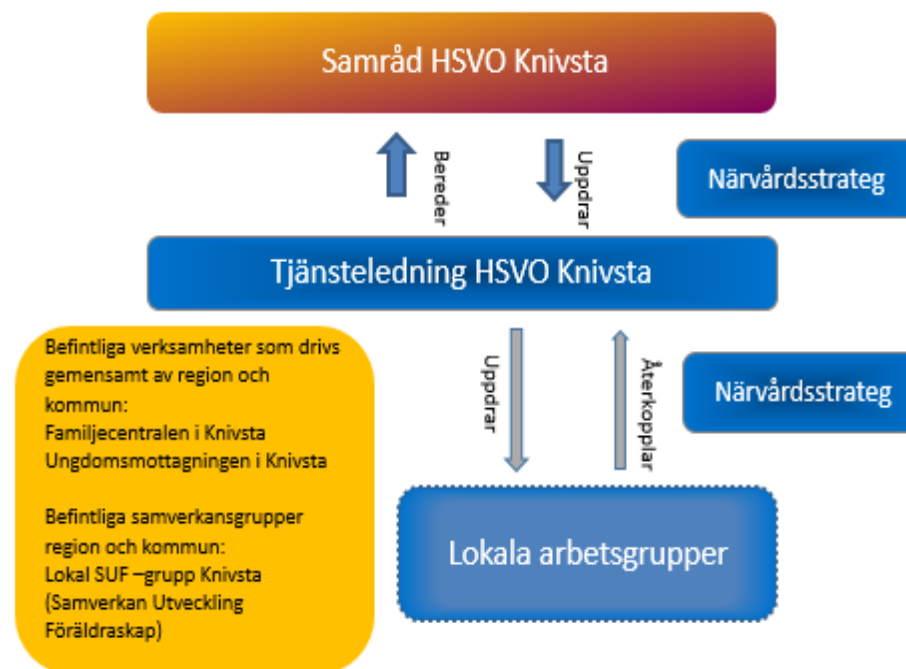 Samråd HSVO Knivsta
Bereder
Uppdrar
Närvårdsstrateg
Tjänsteledning HSVO Knivsta
Befintliga verksamheter som drivs
gemensamt av region och
kommun:
Familjecentralen i Knivsta
Ungdomsmottagningen i Knivsta
Befintliga samverkansgrupper
region och kommun:
Lokal SUF –grupp Knivsta
(Samverkan Utveckling
Föräldraskap)
Uppdrar
Återkopplar
Närvårdsstrateg
Lokala arbetsgrupper